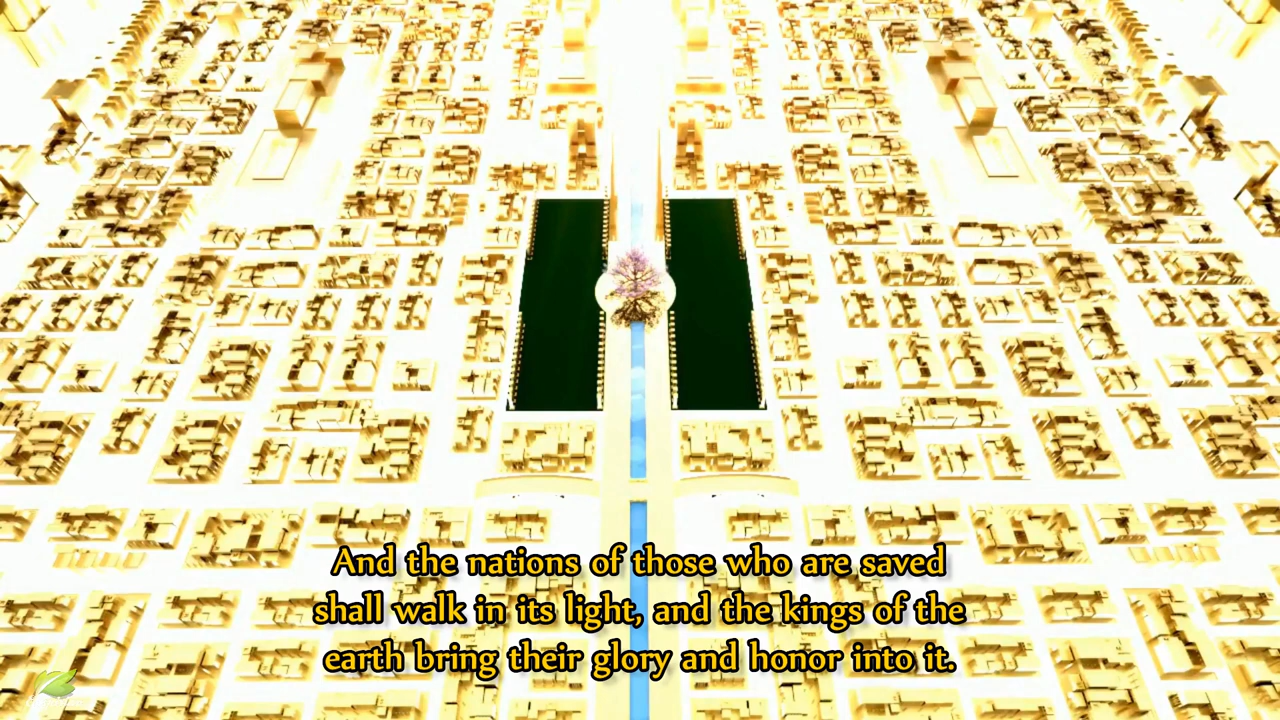 And the nations of those who are saved
shall walk in its light, and the kings of the
earth bring their glory and honor into it.